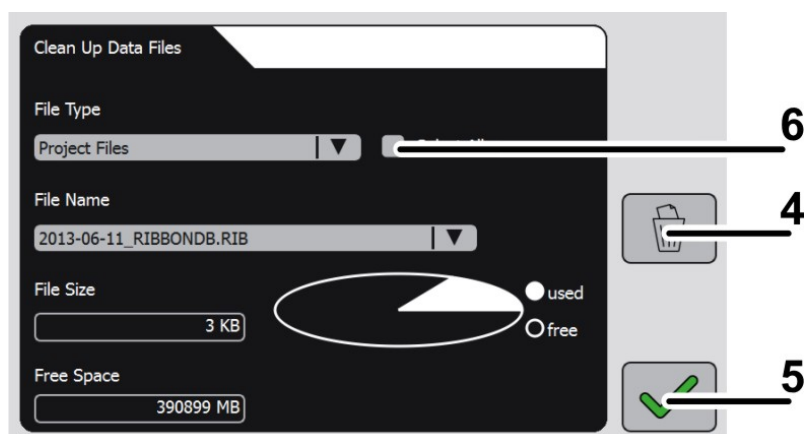 Clean Up Data Files
File Type
6
Project Files
File Name
4
2013-06-11_RIBBONDB.RIB
File Size
used
3 KB
free
Free Space
5
390899 MB